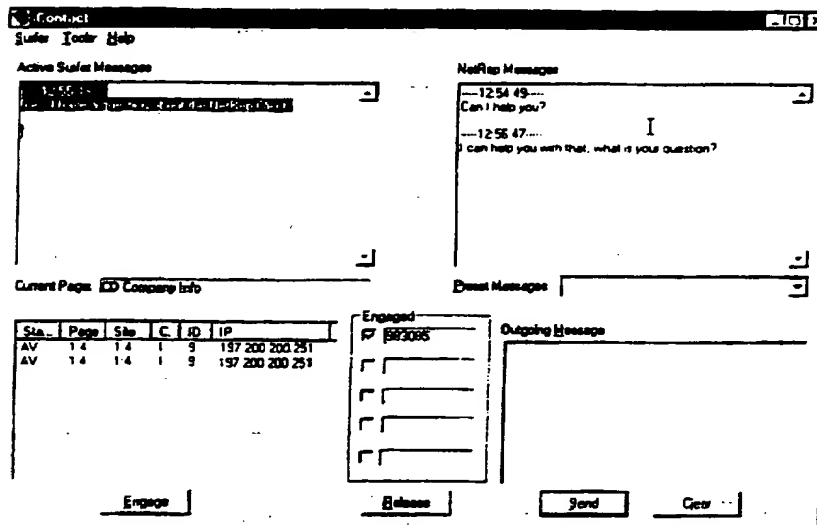 Contact
Surfer Tools Help
Active Surfer Messages
NetRep Messages
----12:54:49----
Can I help you?
----12:56:47----
I can help you with that, what is your question?
Current Page: Company Info
Preset Messages
Engaged
983085
Outgoing Message
Sta... Page Site C. ID IP
AV 1:4 1:4 1 9 197.200.200.251
AV 1:4 1:4 1 9 197.200.200.251
Engage
Release
Send
Clear